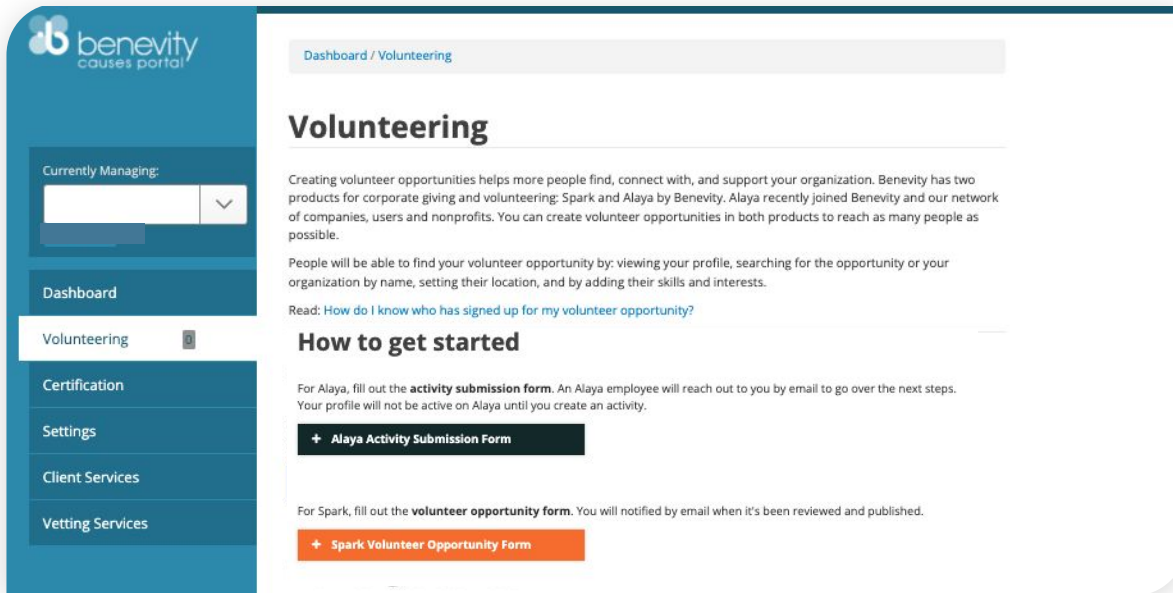 benevity
causes portal
Currently Managing:
Dashboard
Volunteering 0
Certification
Settings
Client Services
Vetting Services
Dashboard / Volunteering
Volunteering
Creating volunteer opportunities helps more people find, connect with, and support your organization. Benevity has two
products for corporate giving and volunteering: Spark and Alaya by Benevity. Alaya recently joined Benevity and our network
of companies, users and nonprofits. You can create volunteer opportunities in both products to reach as many people as
possible.
People will be able to find your volunteer opportunity by: viewing your profile, searching for the opportunity or your
organization by name, setting their location, and by adding their skills and interests.
Read: How do I know who has signed up for my volunteer opportunity?
How to get started
For Alaya, fill out the activity submission form. An Alaya employee will reach out to you by email to go over the next steps.
Your profile will not be active on Alaya until you create an activity.
+ Alaya Activity Submission Form
For Spark, fill out the volunteer opportunity form. You will notified by email when it's been reviewed and published.
+ Spark Volunteer Opportunity Form